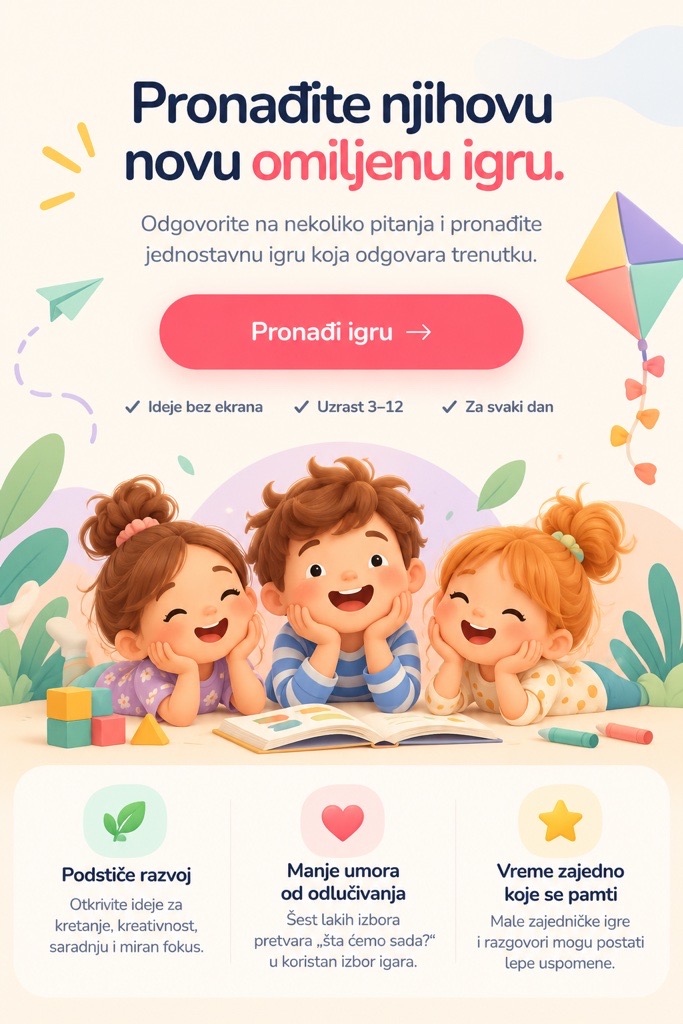 Pronađite njihovu
novu omiljenu igru.
Odgovorite na nekoliko pitanja i pronađite
jednostavnu igru koja odgovara trenutku.
Pronađi igru →
✓ Ideje bez ekrana ✓ Uzrast 3–12 ✓ Za svaki dan
Podstiče razvoj
Otkrivite ideje za
kretanje, kreativnost,
saradnju i miran fokus.
Manje umora
od odlučivanja
Šest lakih izbora
pretvara „šta ćemo sada?“
u koristan izbor igara.
Vreme zajedno
koje se pamti
Male zajedničke igre
i razgovori mogu postati
lepe uspomene.